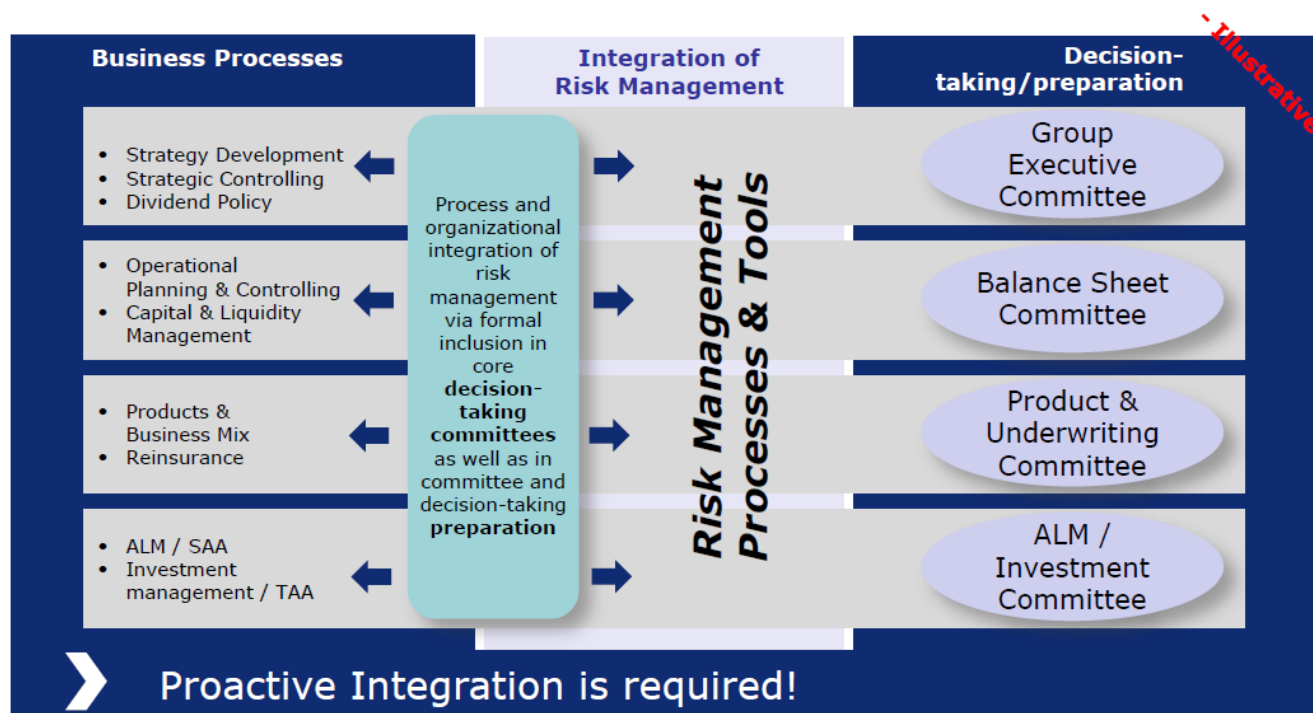 Business Processes
Integration of
Risk Management
Decision-
taking/preparation
- Illustrative
• Strategy Development
• Strategic Controlling
• Dividend Policy
• Operational
Planning & Controlling
• Capital & Liquidity
Management
• Products &
Business Mix
• Reinsurance
• ALM / SAA
• Investment
management / TAA
Process and
organizational
integration of
risk
management
via formal
inclusion in
core
decision-
taking
committees
as well as in
committee and
decision-taking
preparation
Risk Management
Processes & Tools
Group
Executive
Committee
Balance Sheet
Committee
Product &
Underwriting
Committee
ALM /
Investment
Committee
Proactive Integration is required!